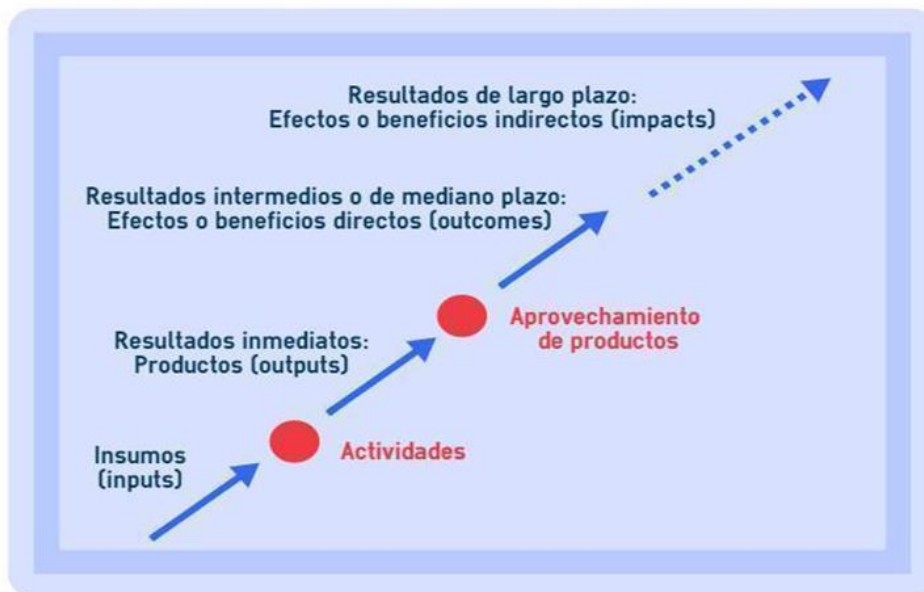 Resultados de largo plazo:
Efectos o beneficios indirectos (impacts)
Resultados intermedios o de mediano plazo:
Efectos o beneficios directos (outcomes)
Aprovechamiento
de productos
Resultados inmediatos:
Productos (outputs)
Actividades
Insumos
(inputs)